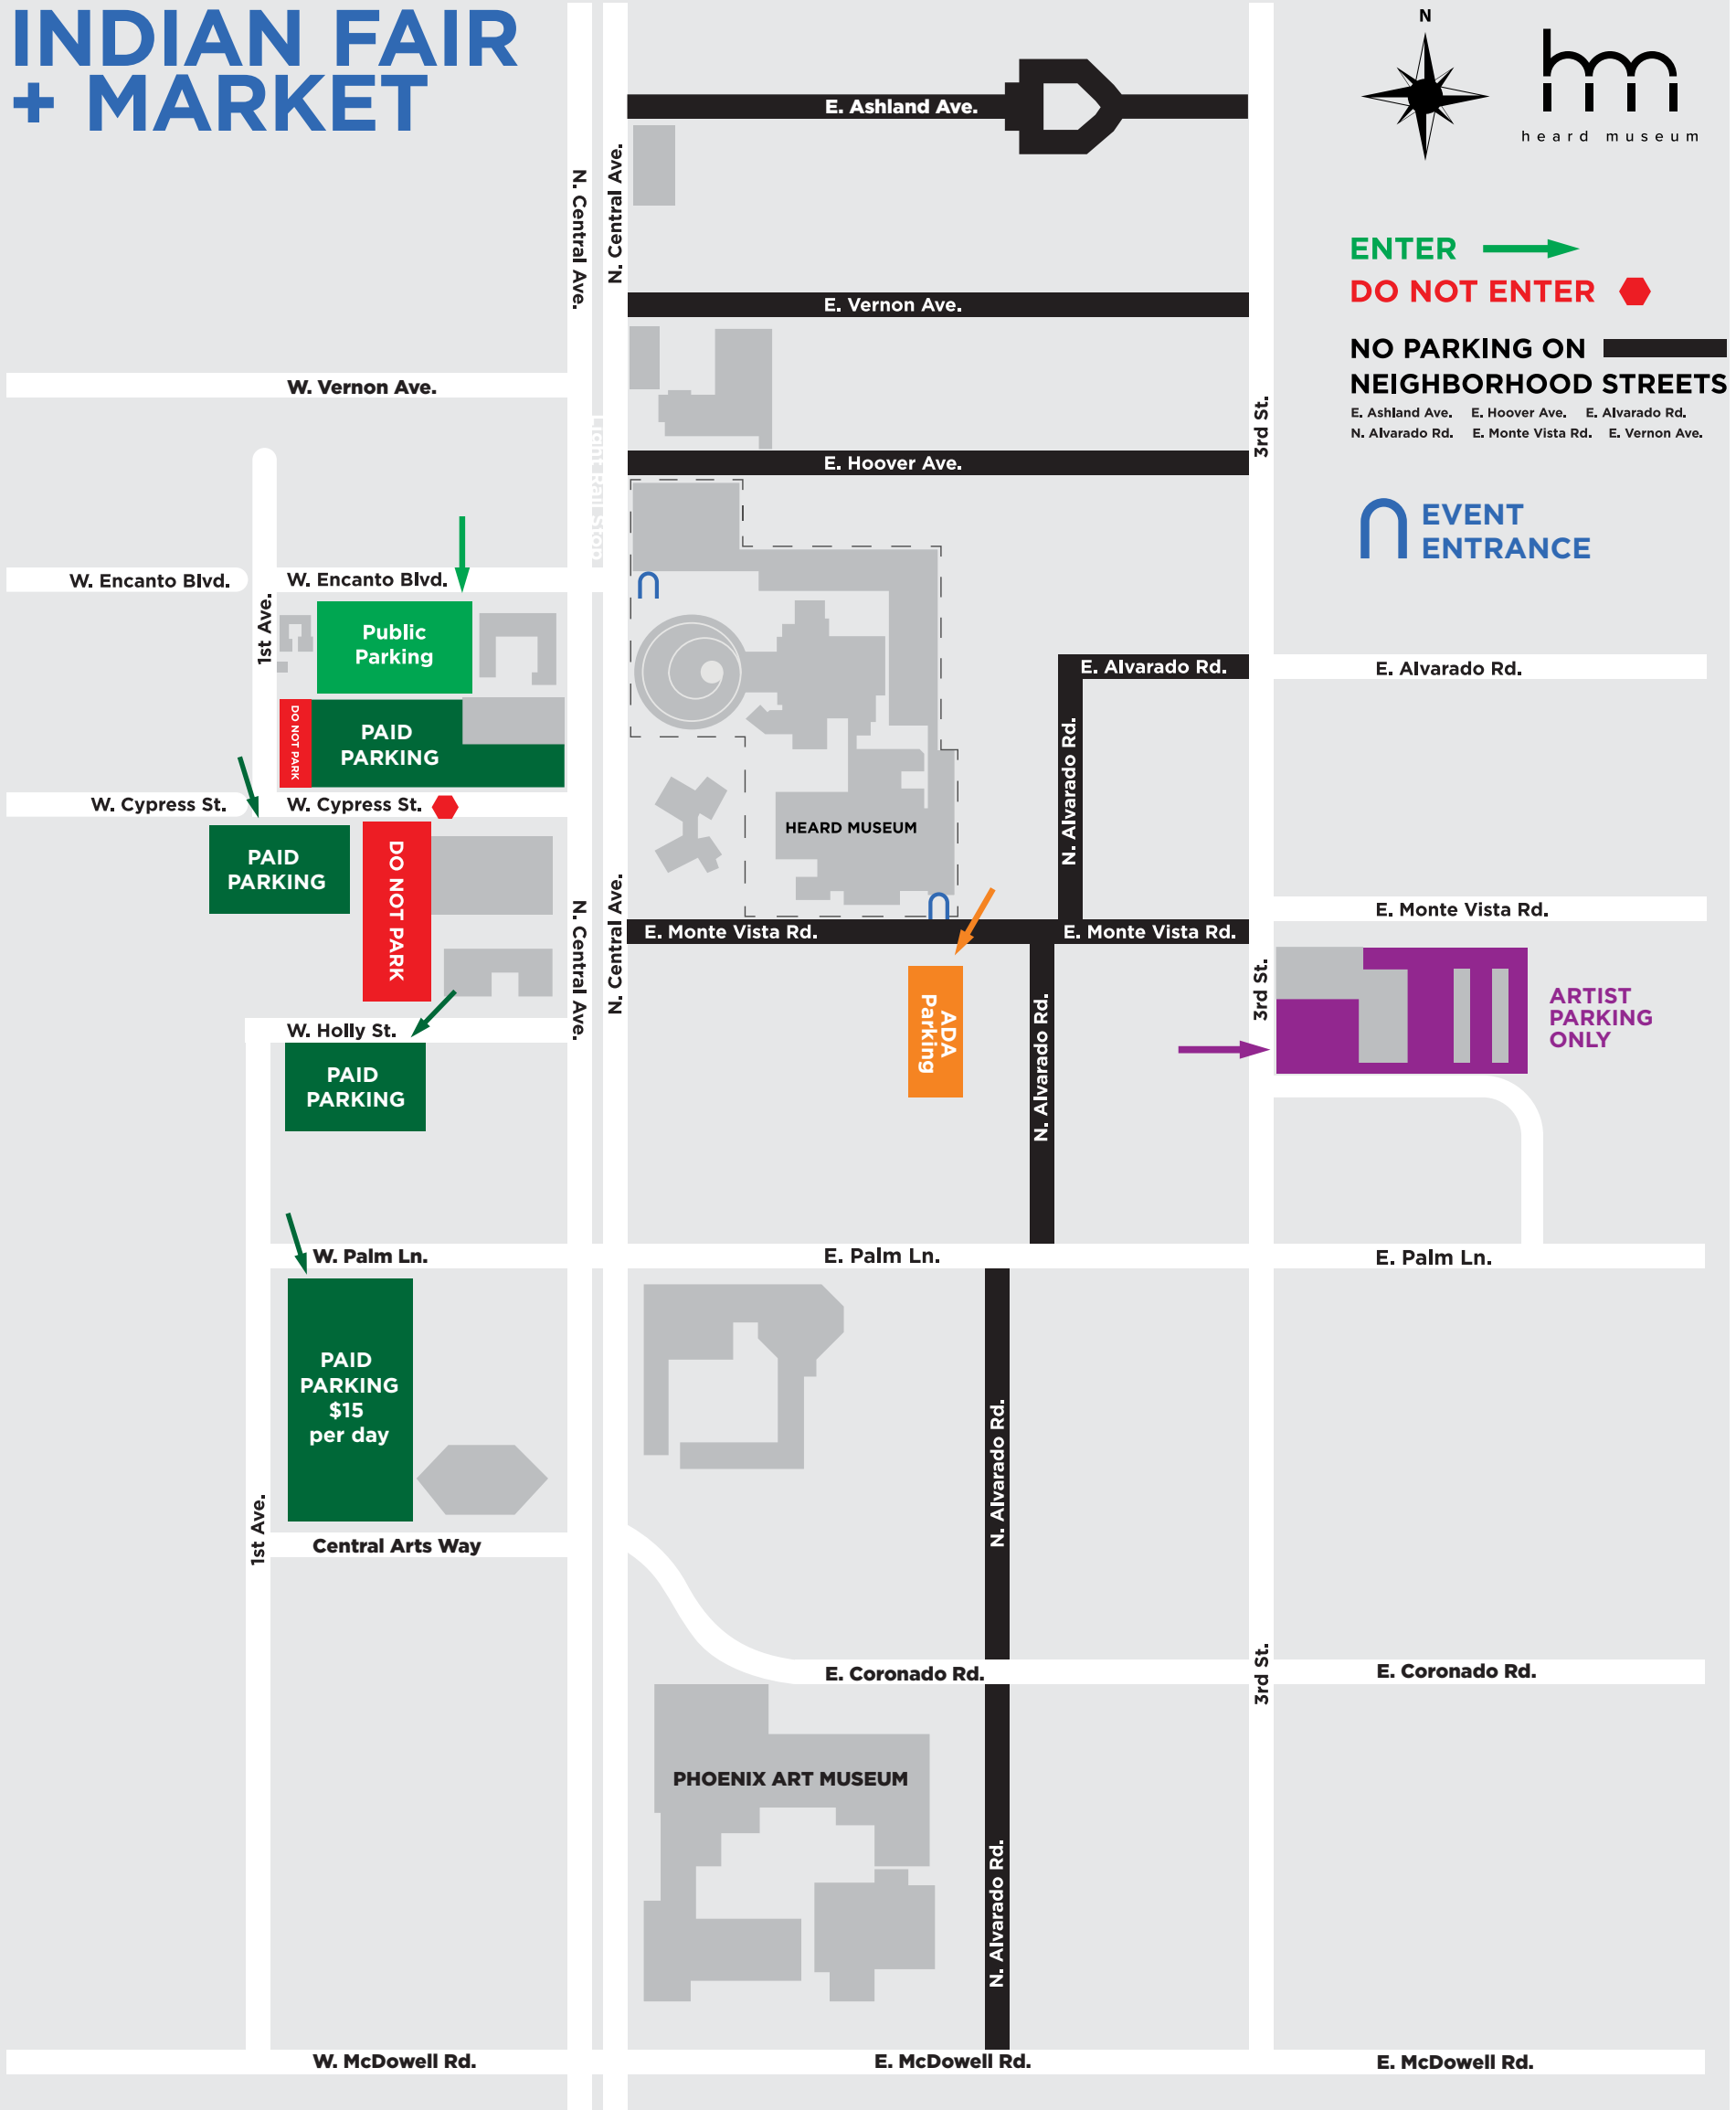 INDIAN FAIR
+ MARKET
N
heard museum
ENTER
DO NOT ENTER
NO PARKING ON
NEIGHBORHOOD STREETS
E. Ashland Ave. E. Hoover Ave. E. Alvarado Rd.
N. Alvarado Rd. E. Monte Vista Rd. E. Vernon Ave.
EVENT
ENTRANCE
E. Ashland Ave.
N. Central Ave.
N. Central Ave.
E. Vernon Ave.
W. Vernon Ave.
3rd St.
Light Rail Stop
E. Hoover Ave.
W. Encanto Blvd.
W. Encanto Blvd.
1st Ave.
Public
Parking
E. Alvarado Rd.
E. Alvarado Rd.
DO NOT PARK
PAID
PARKING
N. Alvarado Rd.
W. Cypress St.
W. Cypress St.
HEARD MUSEUM
PAID
PARKING
DO NOT PARK
N. Central Ave.
N. Central Ave.
E. Monte Vista Rd.
E. Monte Vista Rd.
E. Monte Vista Rd.
3rd St.
ARTIST
PARKING
ONLY
ADA
Parking
N. Alvarado Rd.
W. Holly St.
PAID
PARKING
W. Palm Ln.
E. Palm Ln.
E. Palm Ln.
PAID
PARKING
$15
per day
N. Alvarado Rd.
1st Ave.
Central Arts Way
E. Coronado Rd.
3rd St.
E. Coronado Rd.
PHOENIX ART MUSEUM
N. Alvarado Rd.
W. McDowell Rd.
E. McDowell Rd.
E. McDowell Rd.